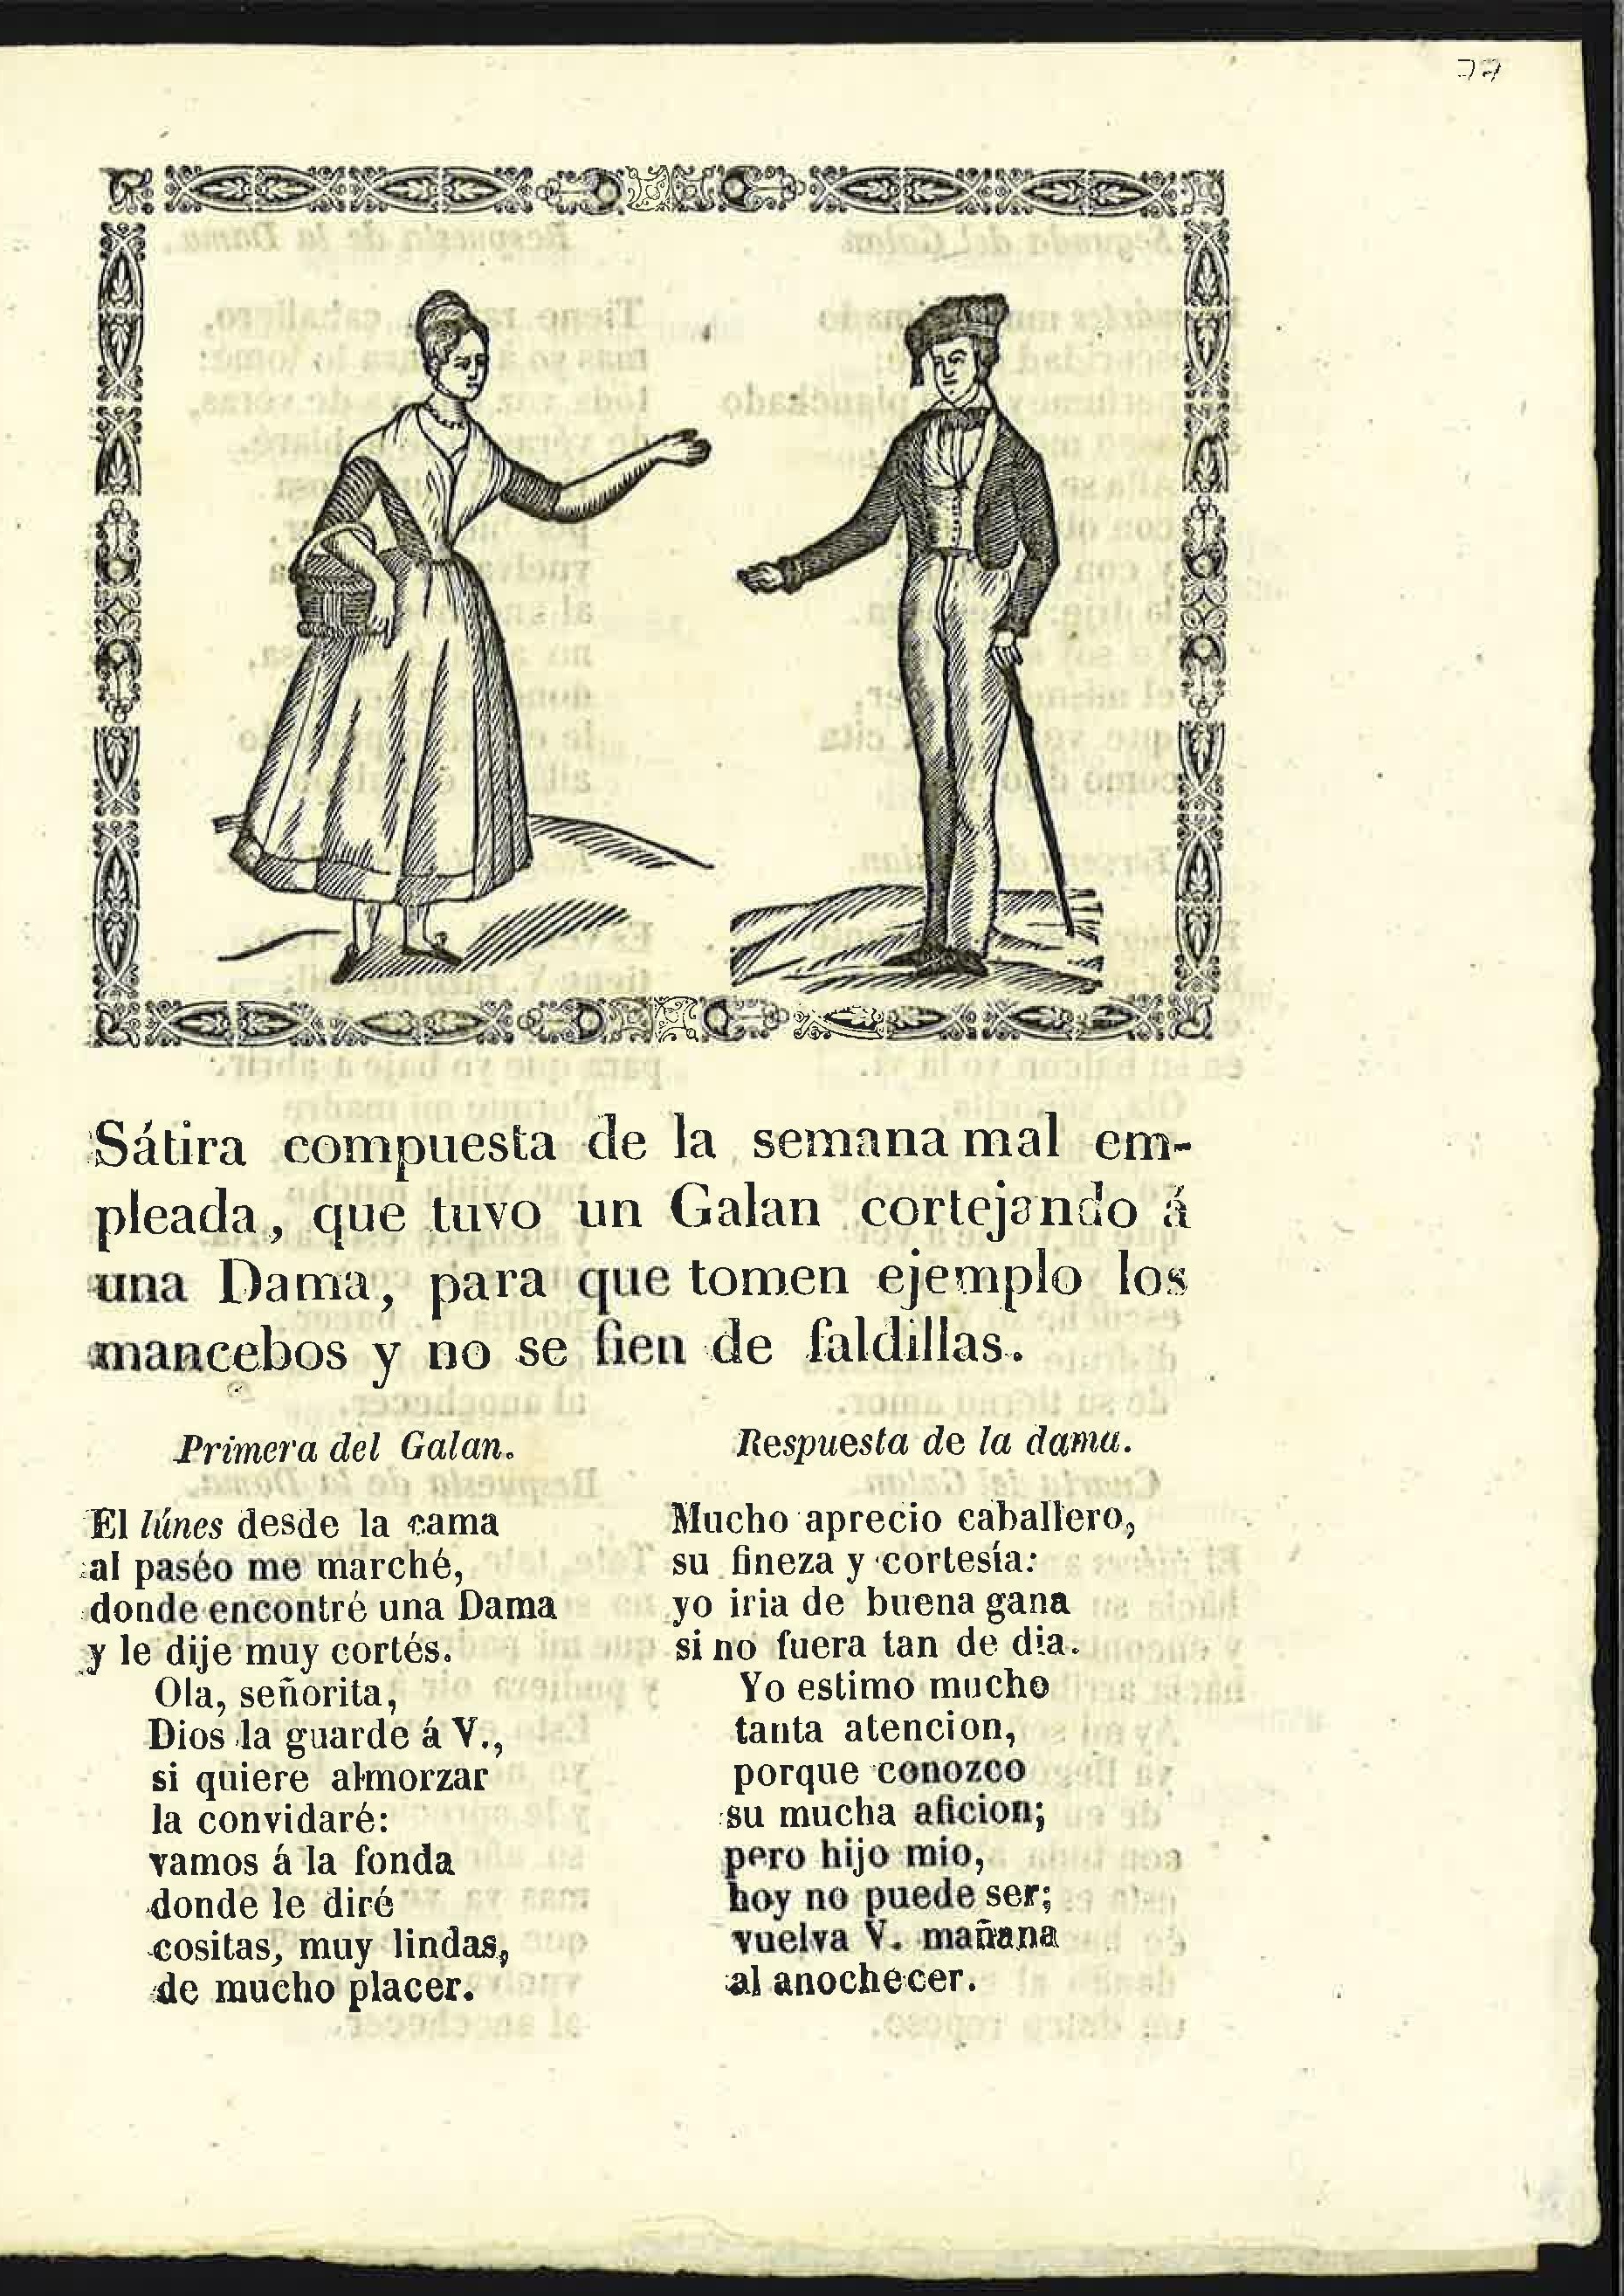 77
Sátira compuesta de la semana mal em-
pleada, que tuvo un Galan cortejando á
una Dama, para que tomen ejemplo los
mancebos y no se fien de faldillas.
Primera del Galan.
El lúnes desde la cama
al paséo me marché,
donde encontré una Dama
y le dije muy cortés.
Ola, señorita,
Dios la guarde á V.,
si quiere almorzar
la convidaré:
vamos á la fonda
donde le diré
cositas, muy lindas,
de mucho placer.
Respuesta de la dama.
Mucho aprecio caballero,
su fineza y cortesía:
yo iria de buena gana
si no fuera tan de dia.
Yo estimo mucho
tanta atencion,
porque conozco
su mucha aficion;
pero hijo mio,
hoy no puede ser;
vuelva V. mañana
al anochecer.